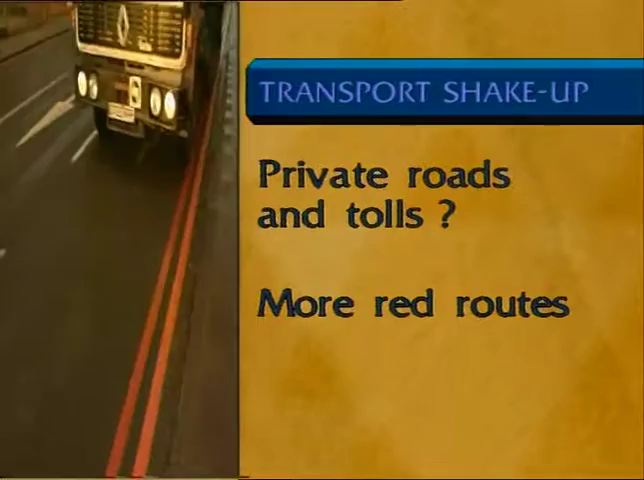 TRANSPORT SHAKE-UP
Private roads
and tolls ?
More red routes